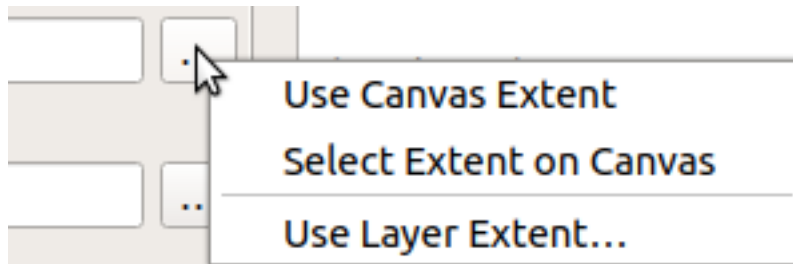 Use Canvas Extent
Select Extent on Canvas
..
Use Layer Extent…